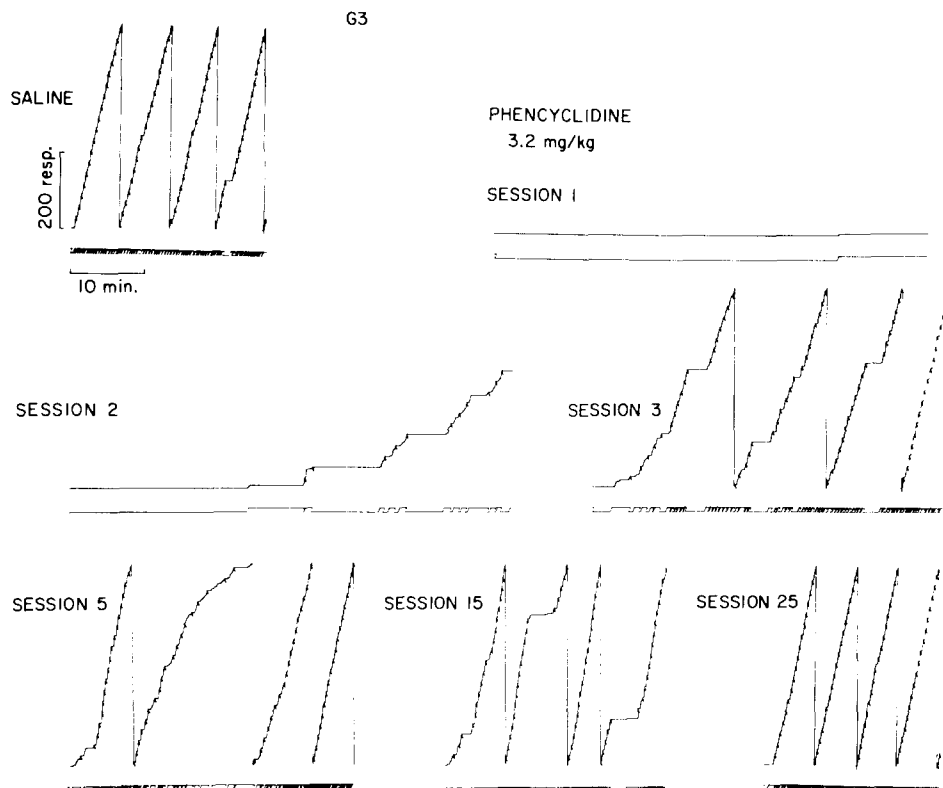 G3
SALINE
200 resp.
10 min.
PHENCYCLIDINE
3.2 mg/kg
SESSION 1
SESSION 2
SESSION 3
SESSION 5
SESSION 15
SESSION 25